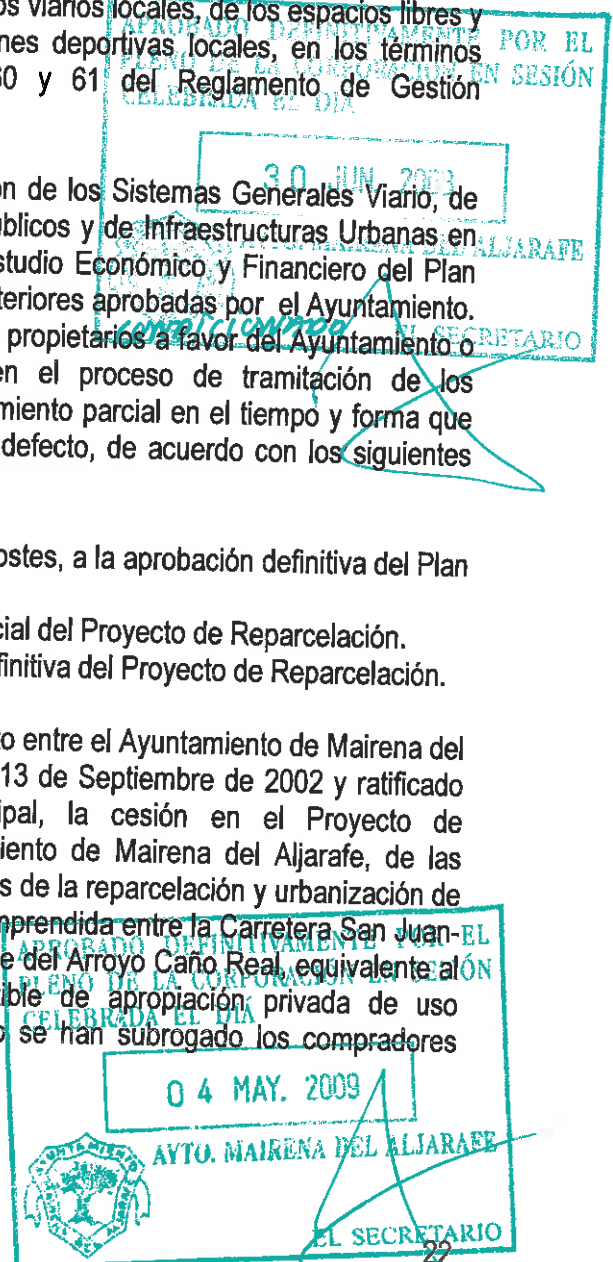 os viarios locales, de los espacios libres y
nes deportivas locales, en los términos
60 y 61 del Reglamento de Gestión
APROBADO DEFINITIVAMENTE POR EL
PLENO DE LA CORPORACIÓN EN SESIÓN
CELEBRADA EL DÍA
30 JUN. 
ón de los Sistemas Generales Viario, de
úblicos y de Infraestructuras Urbanas en
studio Económico y Financiero del Plan
teriores aprobadas por el Ayuntamiento.
propietarios a favor del Ayuntamiento o
en el proceso de tramitación de los
miento parcial en el tiempo y forma que
defecto, de acuerdo con los siguientes
MAIRENA DEL ALJARAFE
EL SECRETARIO
ostes, a la aprobación definitiva del Plan
cial del Proyecto de Reparcelación.
finitiva del Proyecto de Reparcelación.
to entre el Ayuntamiento de Mairena del
13 de Septiembre de 2002 y ratificado
ipal, la cesión en el Proyecto de
iento de Mairena del Aljarafe, de las
s de la reparcelación y urbanización de
mprendida entre la Carretera San Juan-
e del Arroyo Caño Real, equivalente al
ible de apropiación privada de uso
o se han subrogado los compradores
APROBADO DEFINITIVAMENTE POR EL
PLENO DE LA CORPORACIÓN EN SESIÓN
CELEBRADA EL DÍA
04 MAY. 2009
AYTO. MAIRENA DEL ALJARAFE
EL SECRETARIO
22